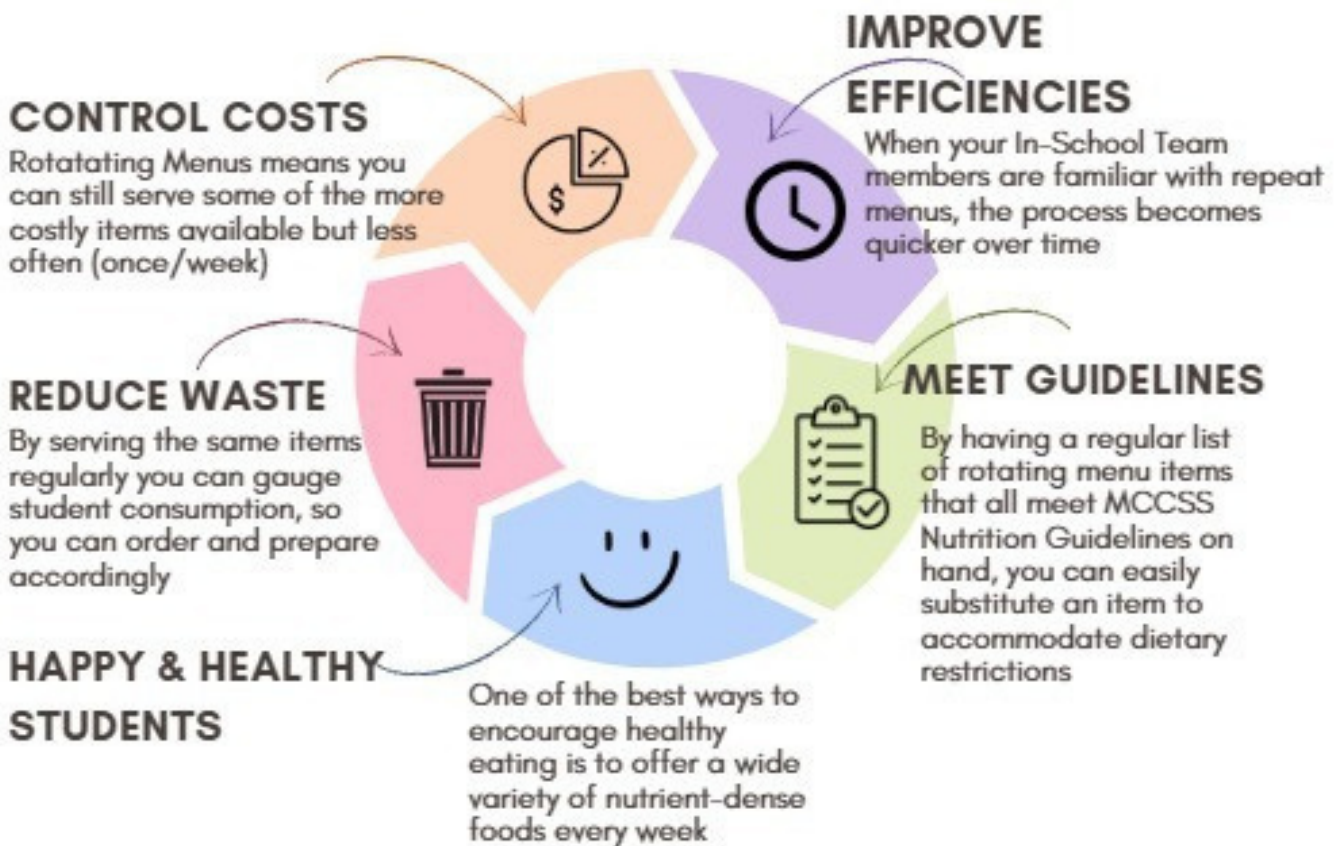 CONTROL COSTS
Rotatating Menus means you
can still serve some of the more
costly items available but less
often (once/week)
IMPROVE
EFFICIENCIES
When your In-School Team
members are familiar with repeat
menus, the process becomes
quicker over time
REDUCE WASTE
By serving the same items
regularly you can gauge
student consumption, so
you can order and prepare
accordingly
MEET GUIDELINES
By having a regular list
of rotating menu items
that all meet MCCSS
Nutrition Guidelines on
hand, you can easily
substitute an item to
accommodate dietary
restrictions
HAPPY & HEALTHY
STUDENTS
One of the best ways to
encourage healthy
eating is to offer a wide
variety of nutrient-dense
foods every week
$
%